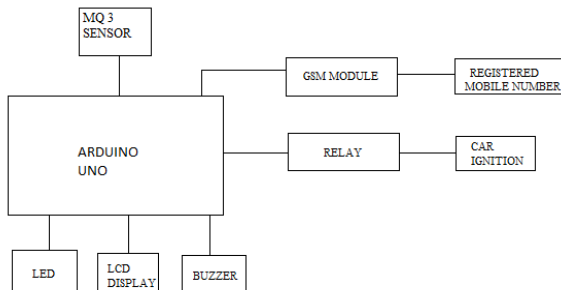 MQ 3
SENSOR
GSM MODULE
REGISTERED
MOBILE NUMBER
ARDUINO
UNO
RELAY
CAR
IGNITION
LED
LCD
DISPLAY
BUZZER